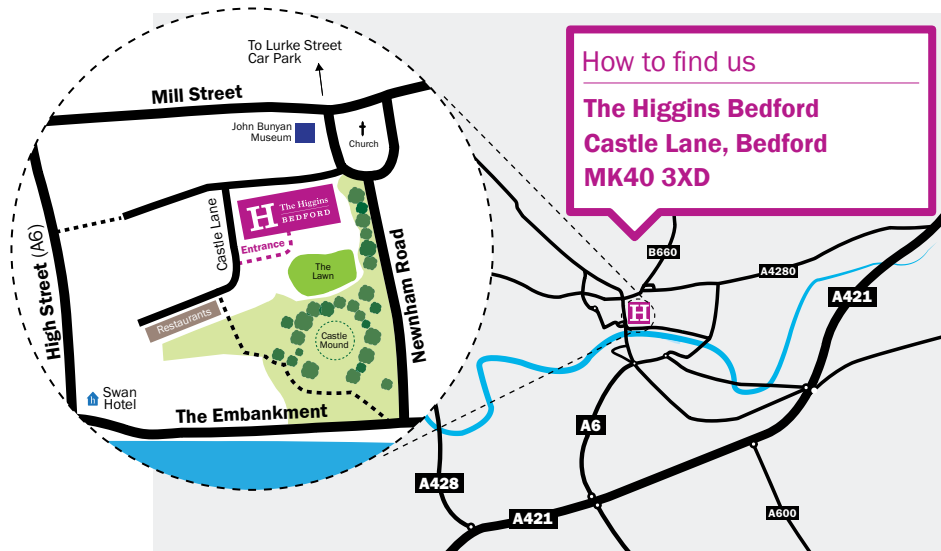 To Lurke Street
Car Park
Mill Street
John Bunyan
Museum
Church
High Street (A6)
Castle Lane
H The Higgins
BEDFORD
Entrance
The
Lawn
Newnham Road
Restaurants
Castle
Mound
h Swan
Hotel
The Embankment
How to find us
The Higgins Bedford
Castle Lane, Bedford
MK40 3XD
B660
A4280
A421
H
A6
A428
A421
A600